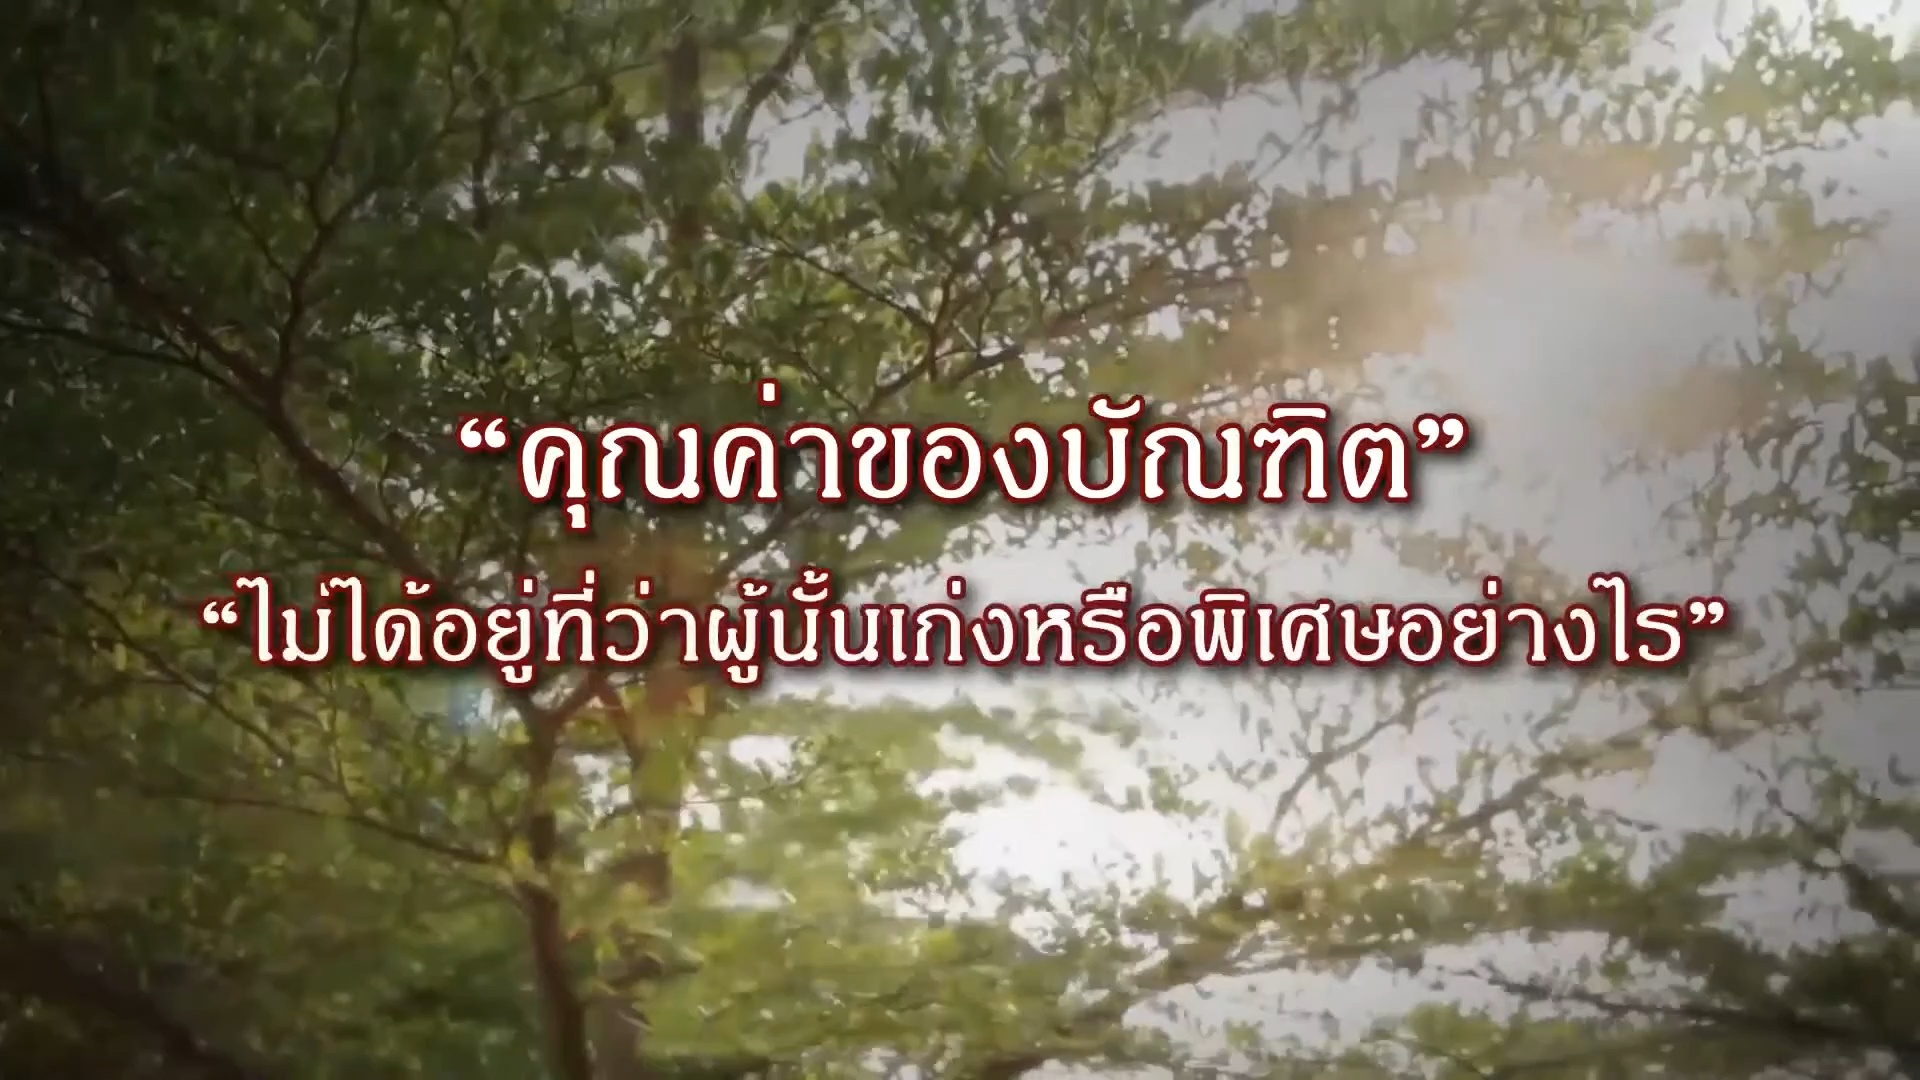 “คุณค่าของบัณฑิต”
“ไม่ได้อยู่ที่ว่าผู้นั้นเก่งหรือพิเศษอย่างไร”